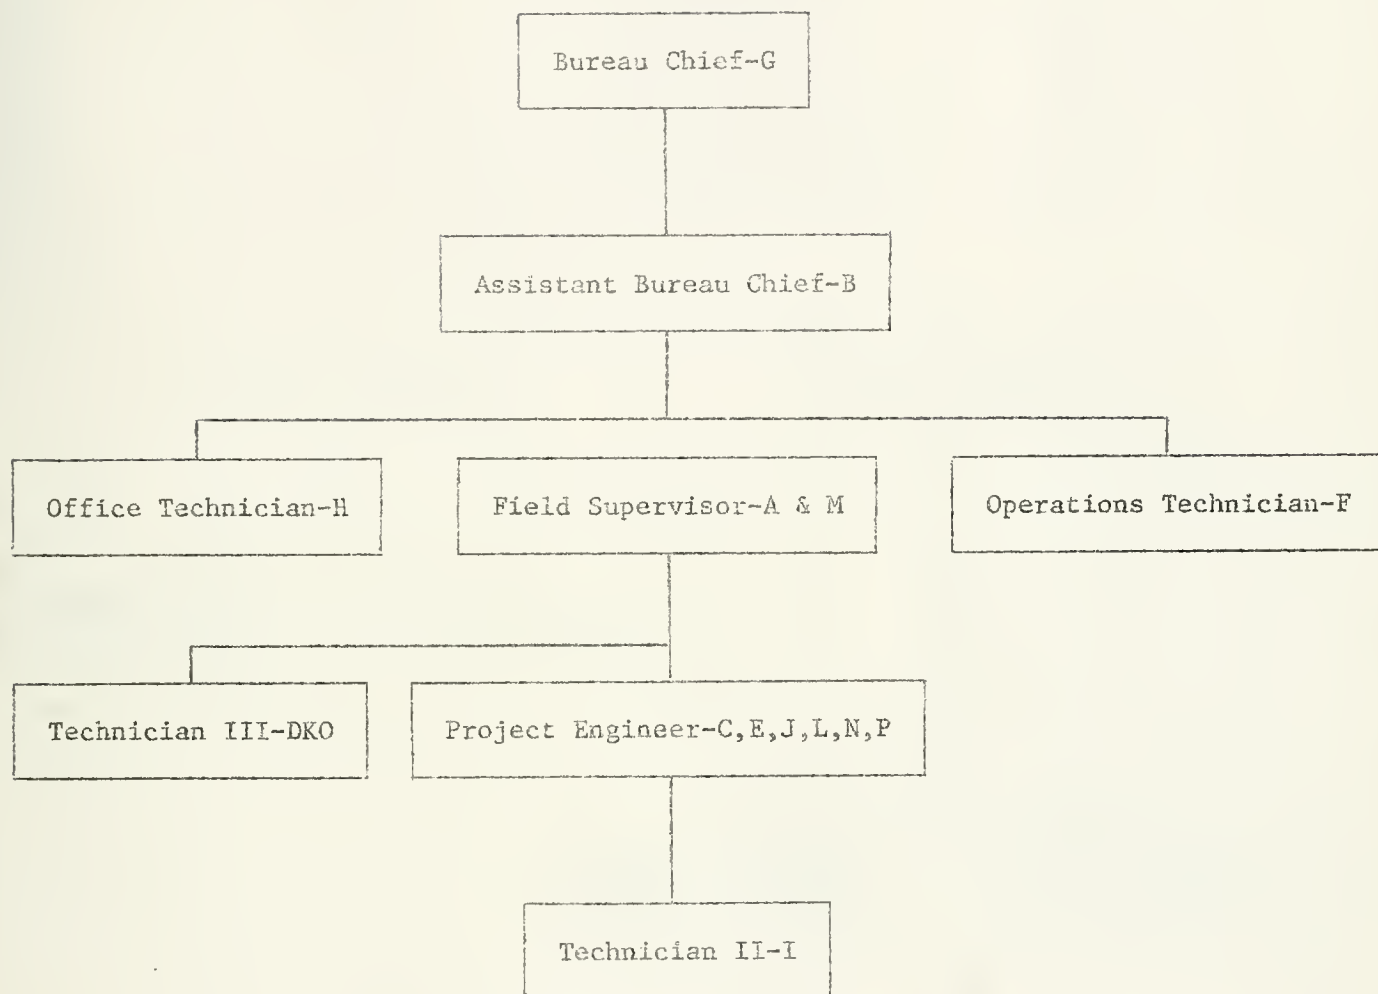 Bureau Chief-G
Assistant Bureau Chief-B
Office Technician-H
Field Supervisor-A & M
Operations Technician-F
Technician III-DKO
Project Engineer-C,E,J,L,N,P
Technician II-I